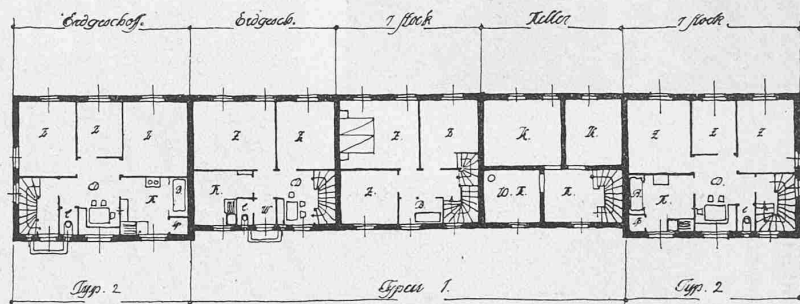 Erdgeschoß. Erdgesch. 1 Stock Keller 1 Stock.
Z Z Z Z Z Z Z K. K. Z Z Z
D K B K. D Z B W.K. K. B K D
Typ. 2 Typen 1. Typ. 2